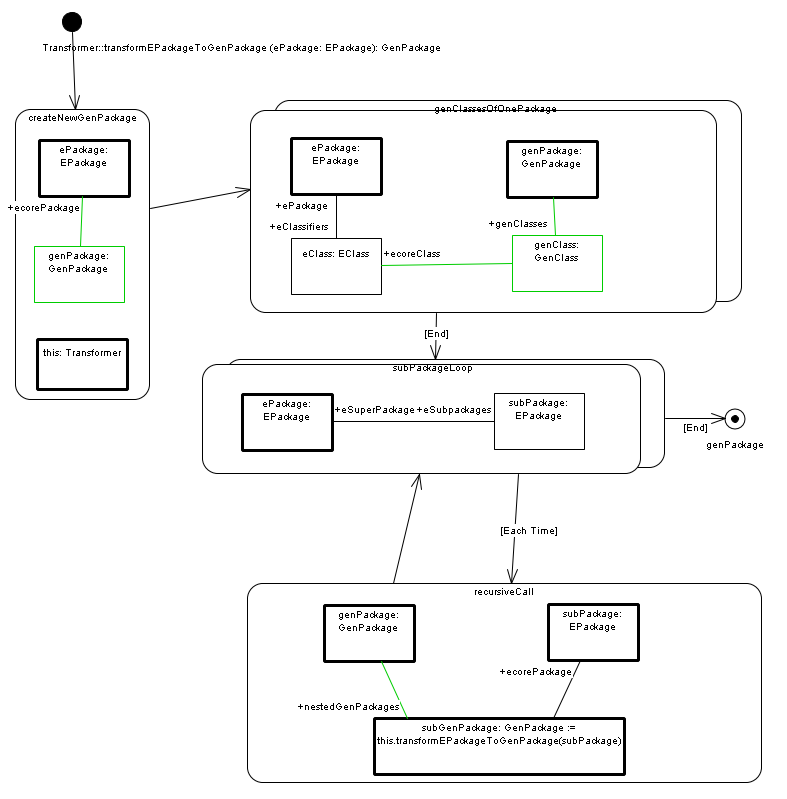 Transformer::transformEPackageToGenPackage (ePackage: EPackage): GenPackage
createNewGenPackage
ePackage:
EPackage
+ecorePackage
genPackage:
GenPackage
this: Transformer
genClassesOfOnePackage
ePackage:
EPackage
genPackage:
GenPackage
+ePackage
+eClassifiers
+genClasses
eClass: EClass
+ecoreClass
genClass:
GenClass
[End]
subPackageLoop
ePackage:
EPackage
+eSuperPackage +eSubpackages
subPackage:
EPackage
[End]
genPackage
[Each Time]
recursiveCall
genPackage:
GenPackage
subPackage:
EPackage
+ecorePackage
+nestedGenPackages
subGenPackage: GenPackage :=
this.transformEPackageToGenPackage(subPackage)